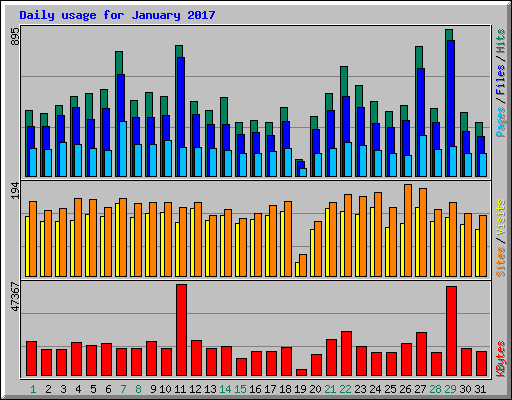 Daily usage for January 2017
895
Pages / Files / Hits
194
Sites / Visits
47367
KBytes
1 2 3 4 5 6 7 8 9 10 11 12 13 14 15 16 17 18 19 20 21 22 23 24 25 26 27 28 29 30 31